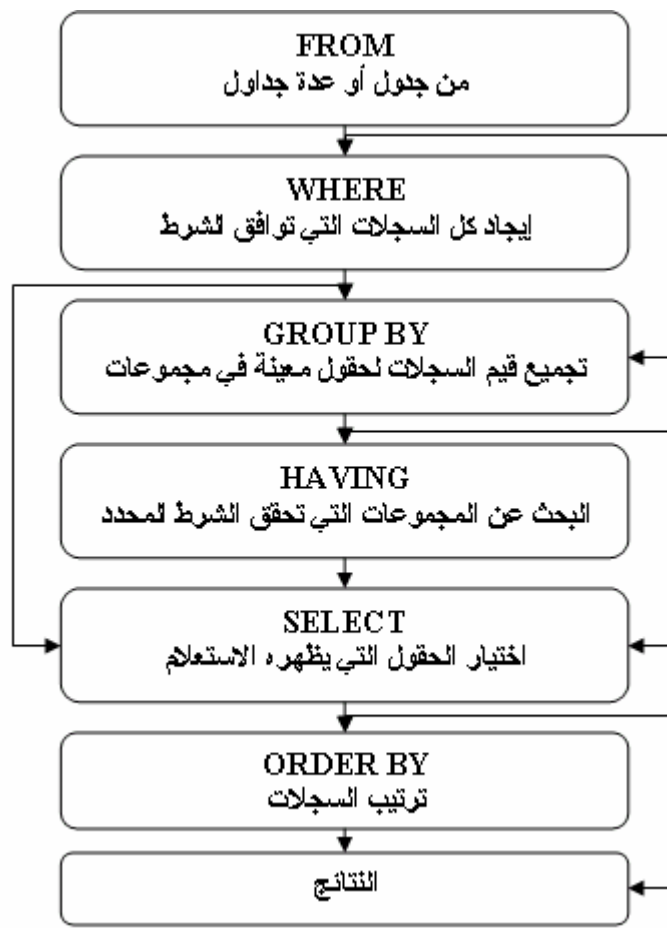 FROM
من جدول أو عدة جداول
WHERE
إيجاد كل السجلات التي توافق الشرط
GROUP BY
تجميع قيم السجلات لحقول معينة في مجموعات
HAVING
البحث عن المجموعات التي تحقق الشرط المحدد
SELECT
اختيار الحقول التي يظهره الاستعلام
ORDER BY
ترتيب السجلات
النتائج